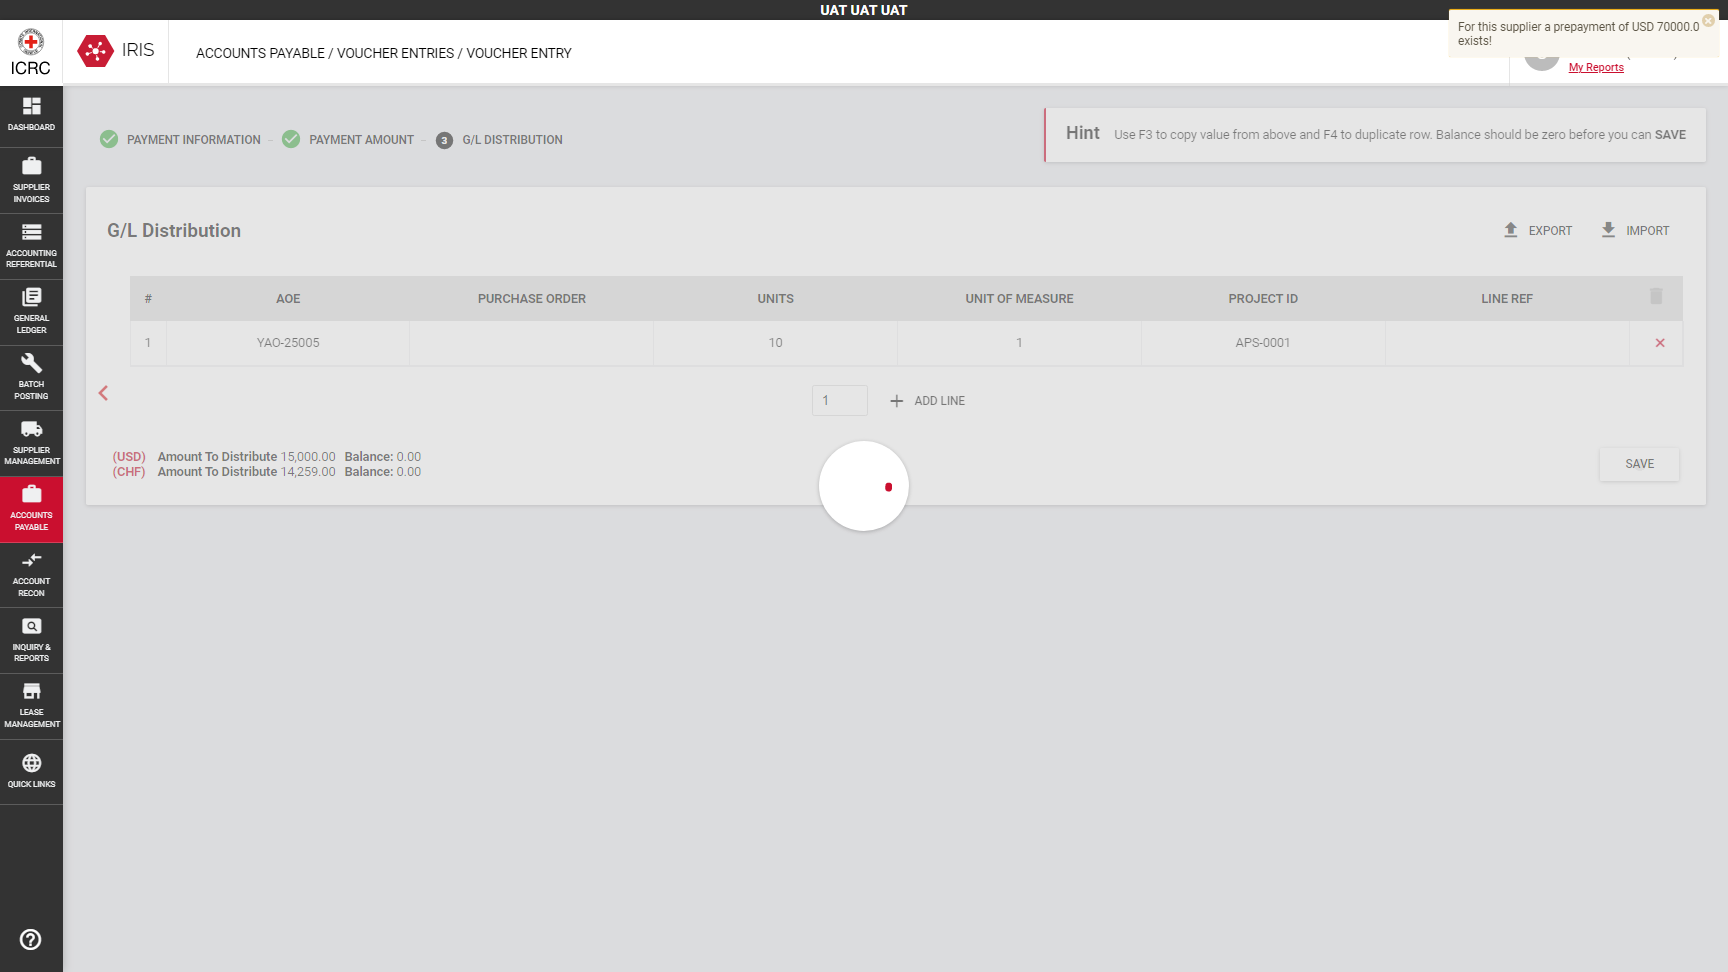 UAT UAT UAT
For this supplier a prepayment of USD 70000.0
exists!
My Reports
ICRC
IRIS
ACCOUNTS PAYABLE / VOUCHER ENTRIES / VOUCHER ENTRY
DASHBOARD
SUPPLIER
INVOICES
ACCOUNTING
REFERENTIAL
GENERAL
LEDGER
BATCH
POSTING
SUPPLIER
MANAGEMENT
ACCOUNTS
PAYABLE
ACCOUNT
RECON
INQUIRY &
REPORTS
LEASE
MANAGEMENT
QUICK LINKS
PAYMENT INFORMATION
PAYMENT AMOUNT
3 G/L DISTRIBUTION
Hint Use F3 to copy value from above and F4 to duplicate row. Balance should be zero before you can SAVE
G/L Distribution
EXPORT
IMPORT
# AOE PURCHASE ORDER UNITS UNIT OF MEASURE PROJECT ID LINE REF
1 YAO-25005 10 1 APS-0001
1
ADD LINE
(USD) Amount To Distribute 15,000.00 Balance: 0.00
(CHF) Amount To Distribute 14,259.00 Balance: 0.00
SAVE